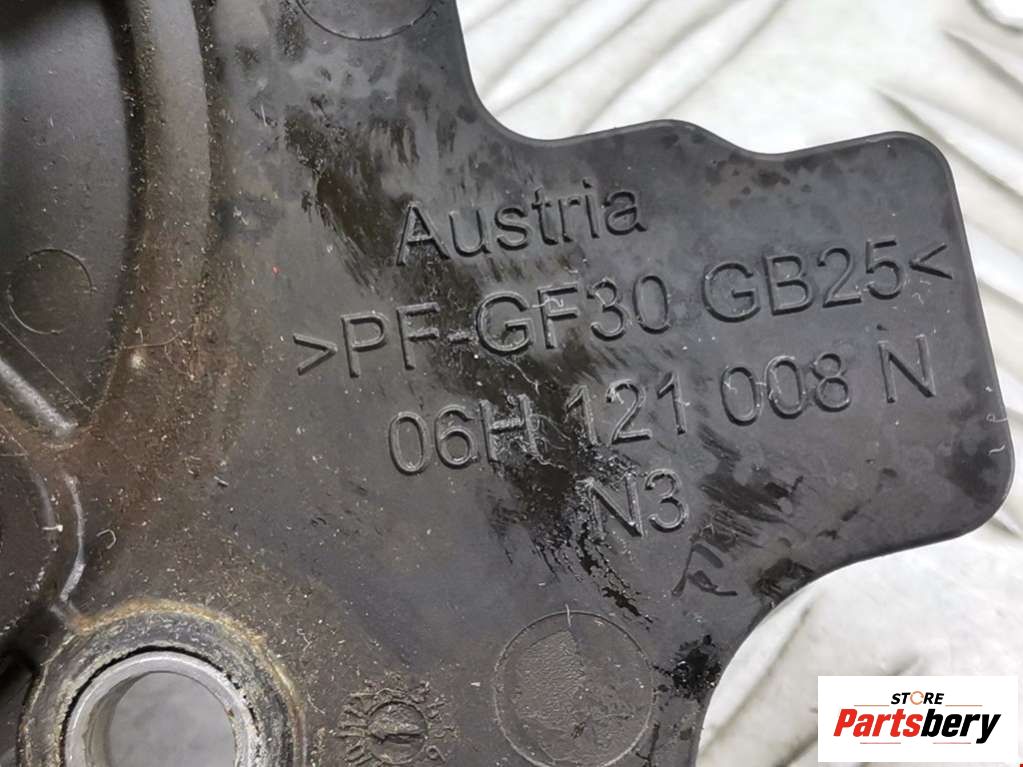 Austria
>PF-GF30 GB25<
06H 121 008 N
N3
STORE
Partsbery